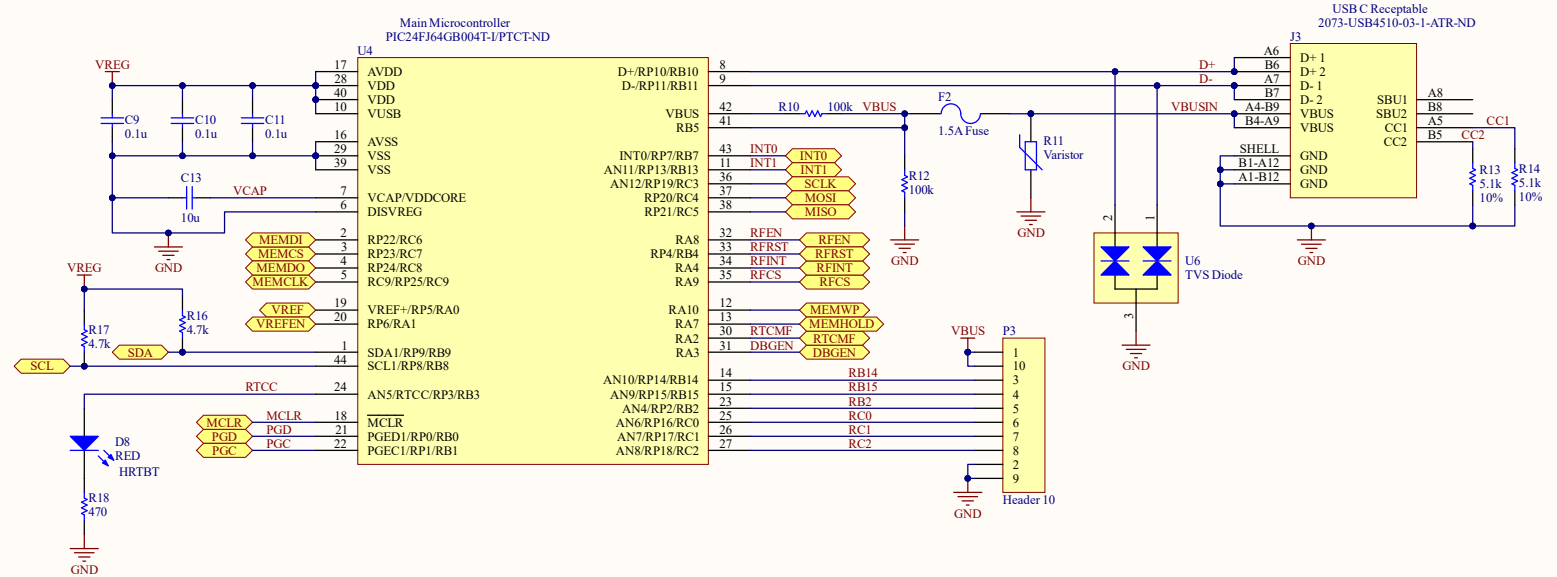 Main Microcontroller
PIC24FJ64GB004T-I/PTCT-ND
U4
VREG
C9
0.1u
C10
0.1u
C11
0.1u
C13
10u
VCAP
GND
17 AVDD
28 VDD
40 VDD
10 VUSB
16 AVSS
29 VSS
39 VSS
7 VCAP/VDDCORE
6 DISVREG
MEMDI 2 RP22/RC6
MEMCS 3 RP23/RC7
MEMDO 4 RP24/RC8
MEMCLK 5 RC9/RP25/RC9
VREF 19 VREF+/RP5/RA0
VREFEN 20 RP6/RA1
VREG
R17
4.7k
R16
4.7k
SDA 1 SDA1/RP9/RB9
SCL 44 SCL1/RP8/RB8
RTCC 24 AN5/RTCC/RP3/RB3
MCLR MCLR 18 MCLR
PGD PGD 21 PGED1/RP0/RB0
PGC PGC 22 PGEC1/RP1/RB1
D8
RED
HRTBT
R18
470
GND
D+/RP10/RB10 8 D+
D-/RP11/RB11 9 D-
VBUS 42 R10 100k VBUS
RB5 41
F2
1.5A Fuse
VBUSIN
R11
Varistor
GND
R12
100k
GND
INT0/RP7/RB7 43 INT0 INT0
AN11/RP13/RB13 11 INT1 INT1
AN12/RP19/RC3 36 SCLK
RP20/RC4 37 MOSI
RP21/RC5 38 MISO
RA8 32 RFEN RFEN
RP4/RB4 33 RFRST RFRST
RA4 34 RFINT RFINT
RA9 35 RFCS RFCS
RA10 12 MEMWP
RA7 13 MEMHOLD
RA2 30 RTCMF RTCMF
RA3 31 DBGEN DBGEN
AN10/RP14/RB14 14 RB14
AN9/RP15/RB15 15 RB15
AN4/RP2/RB2 23 RB2
AN6/RP16/RC0 25 RC0
AN7/RP17/RC1 26 RC1
AN8/RP18/RC2 27 RC2
VBUS
P3
1
10
3
4
5
6
7
8
2
9
Header 10
GND
2
1
U6
TVS Diode
3
GND
USB C Receptable
2073-USB4510-03-1-ATR-ND
J3
A6 D+ 1
B6 D+ 2
A7 D- 1
B7 D- 2
A4-B9 VBUS
B4-A9 VBUS
SHELL GND
B1-A12 GND
A1-B12 GND
SBU1 A8
SBU2 B8
CC1 A5 CC1
CC2 B5 CC2
R13
5.1k
10%
R14
5.1k
10%
GND